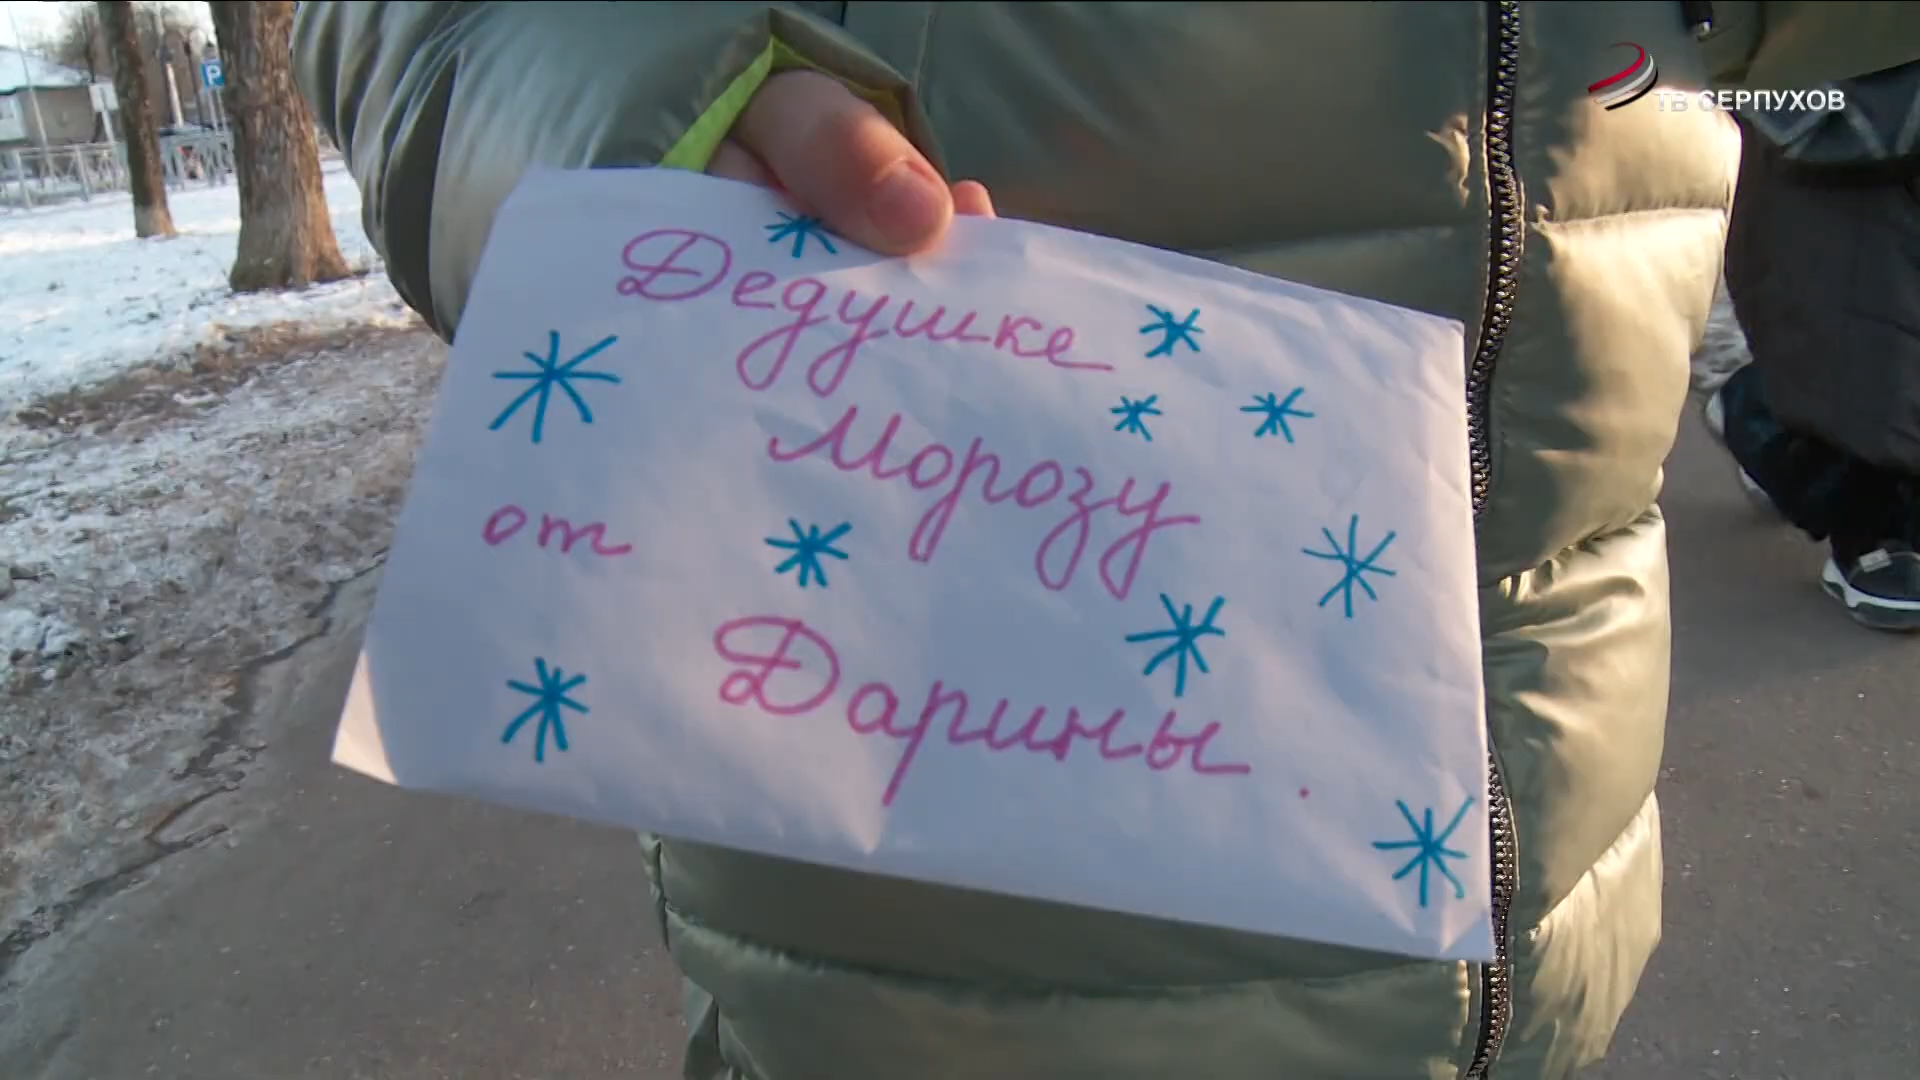 ТВ СЕРПУХОВ
Дедушке
Морозу
от
Дарины.
P